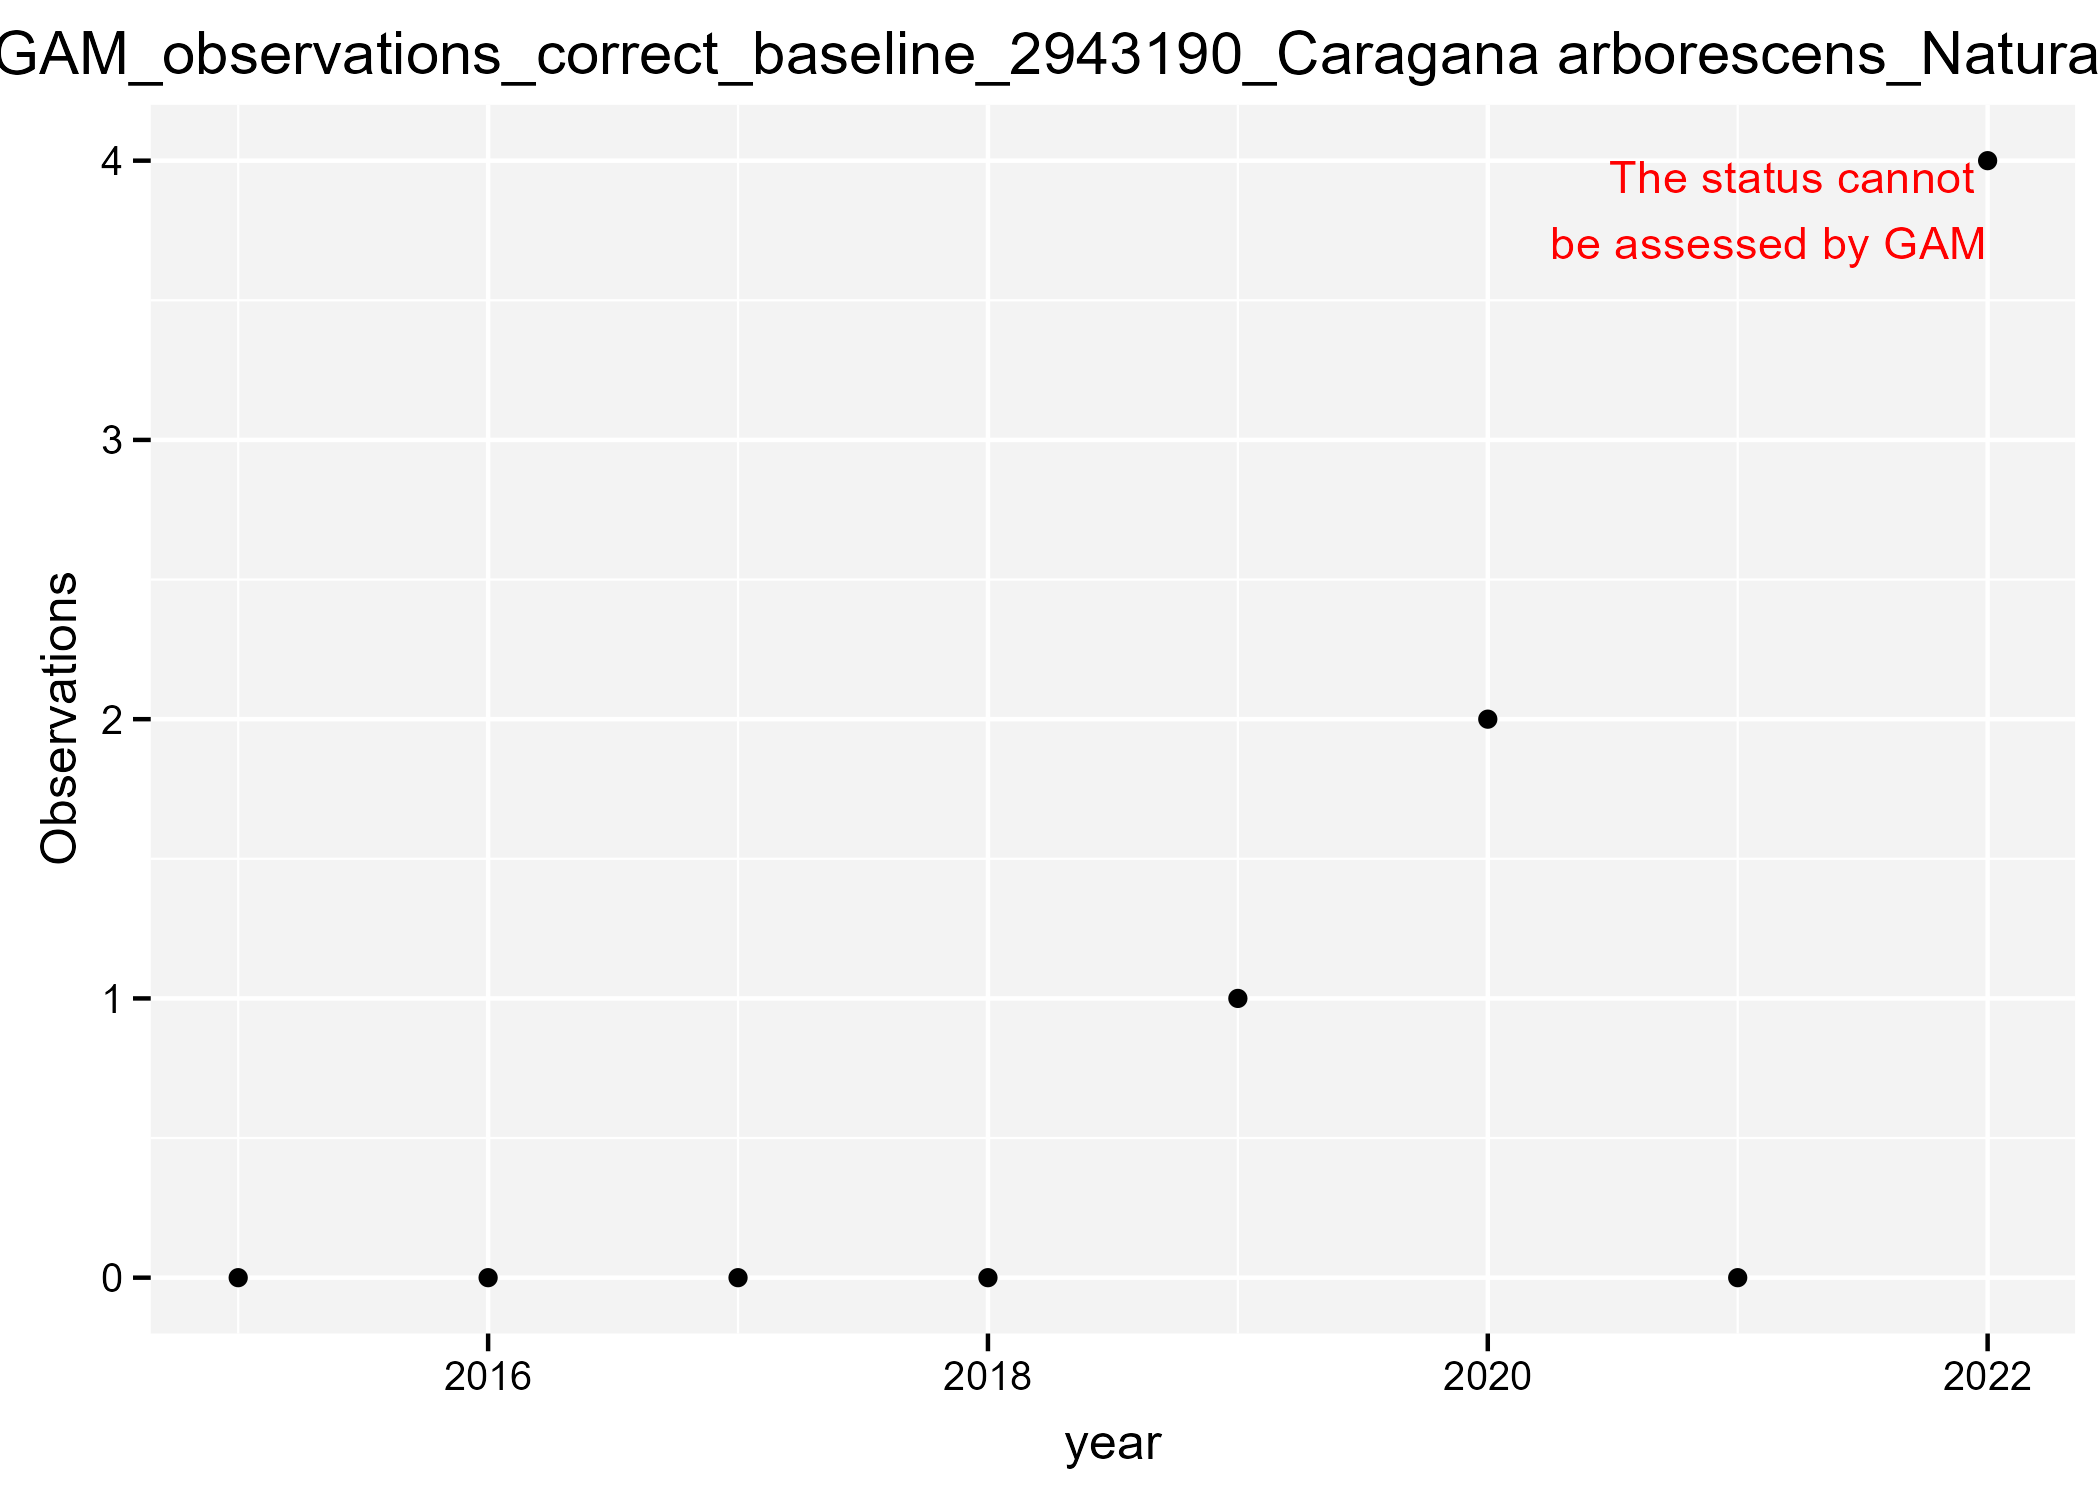 GAM_observations_correct_baseline_2943190_Caragana arborescens_Natura
4
The status cannot
be assessed by GAM
3
Observations
2
1
0
2016 2018 2020 2022
year